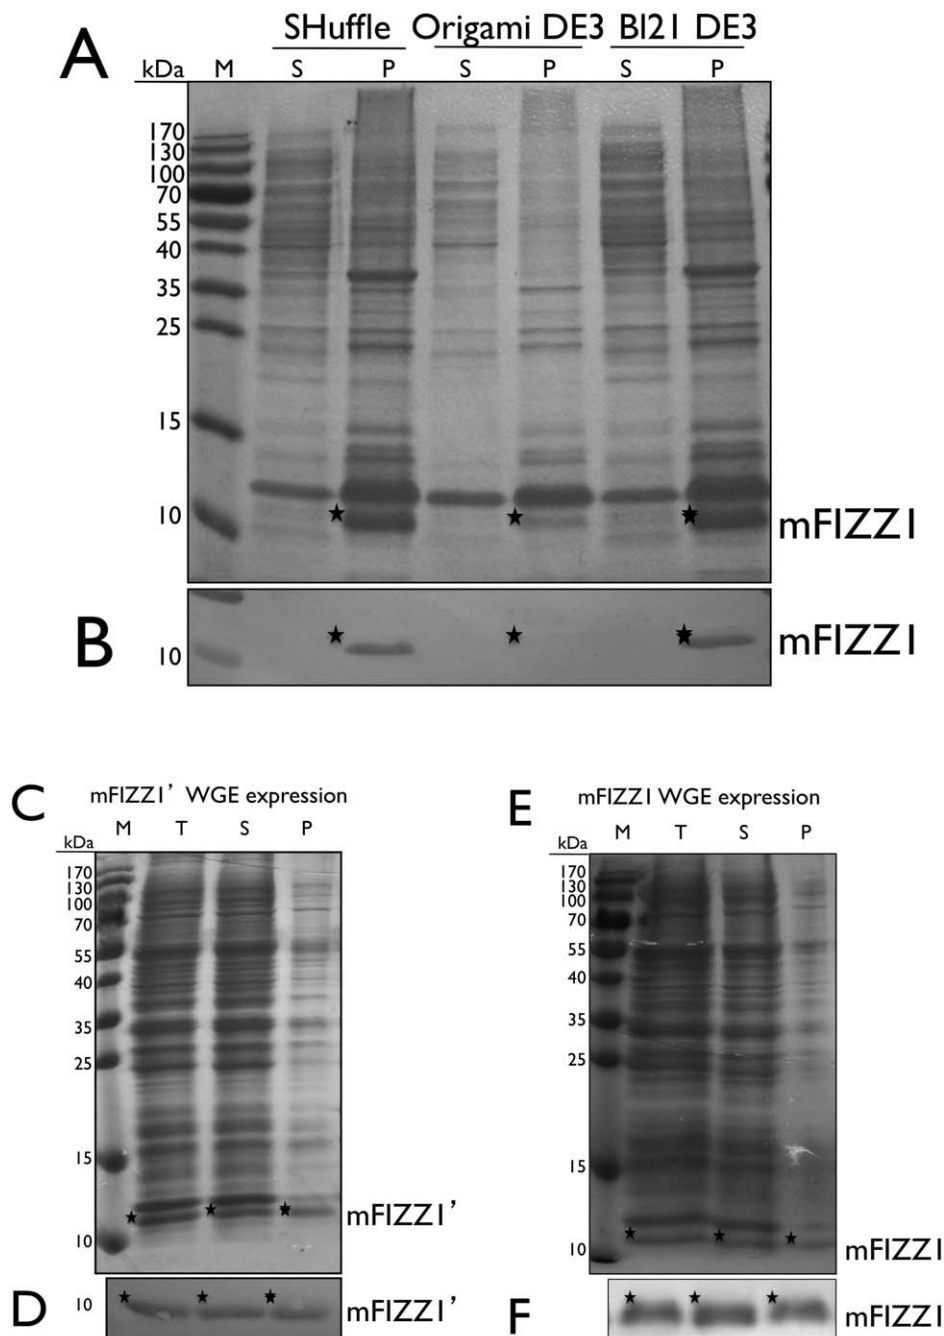 A
SHuffle Origami DE3 Bl21 DE3
kDa M S P S P S P
170
130
100
70
55
40
35
25
15
10
mFIZZ1
B
10
mFIZZ1
C
mFIZZ1' WGE expression
M T S P
kDa
170
130
100
70
55
40
35
25
15
10
mFIZZ1'
D
10
mFIZZ1'
E
mFIZZ1 WGE expression
M T S P
kDa
170
130
100
70
55
40
35
25
15
10
mFIZZ1
F
mFIZZ1